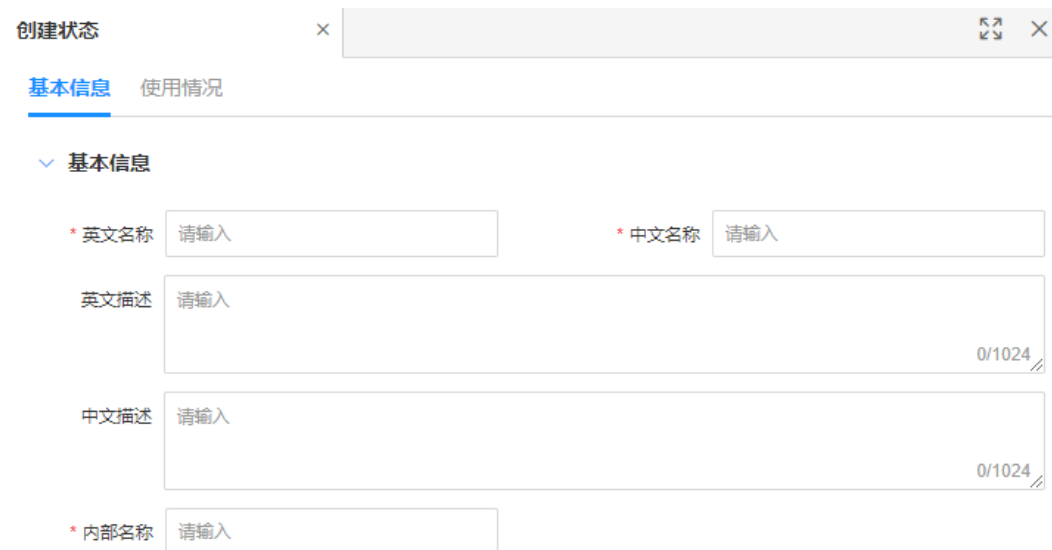 创建状态
基本信息 使用情况
基本信息
* 英文名称 请输入 * 中文名称 请输入
英文描述 请输入
0/1024
中文描述 请输入
0/1024
* 内部名称 请输入